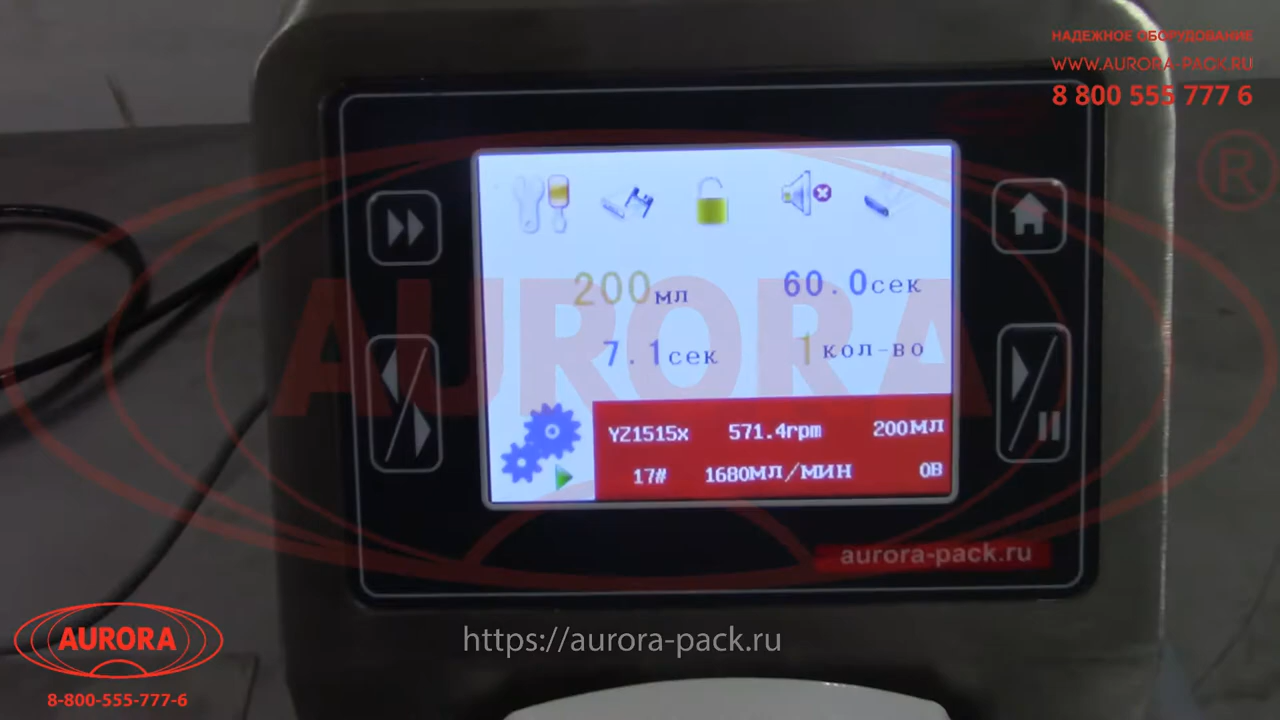 НАДЕЖНОЕ ОБОРУДОВАНИЕ
WWW.AURORA-PACK.RU
8 800 555 777 6
®
200мл 60.0сек
7.1сек 1кол-во
AURORA
YZ1515x 571.4rpm 200МЛ
17# 1680МЛ/МИН 0В
aurora-pack.ru
https://aurora-pack.ru
AURORA
8-800-555-777-6